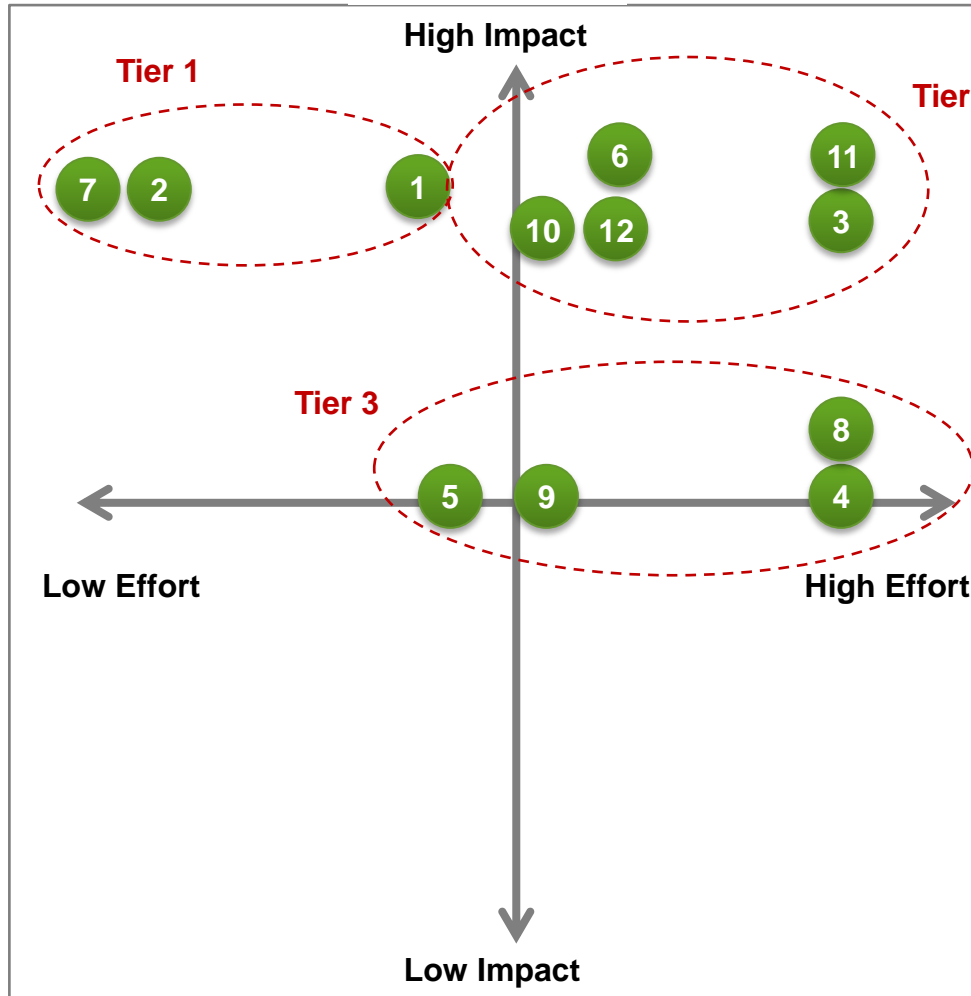 High Impact
Tier 1
Tier
6
11
7
2
1
10
12
3
Tier 3
8
5
9
4
Low Effort
High Effort
Low Impact